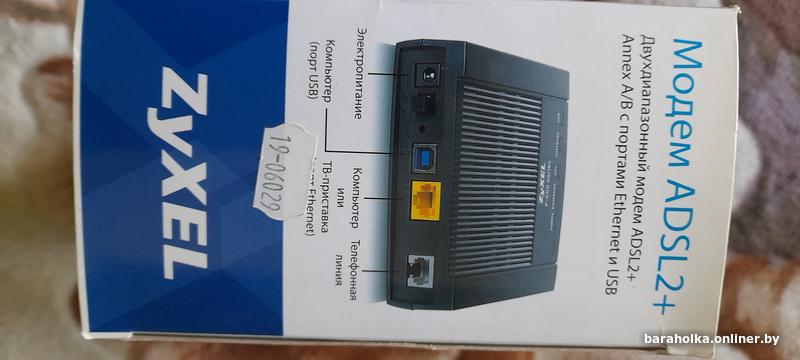 Модем ADSL2+
Двухдиапазонный модем ADSL2+
Annex A/B с портами Ethernet и USB
Электропитание
Компьютер
(порт USB)
Компьютер
или
ТВ-приставка
Ethernet)
Телефонная
линия
ZyXEL
19-06029
ZyXEL
baraholka.onliner.by